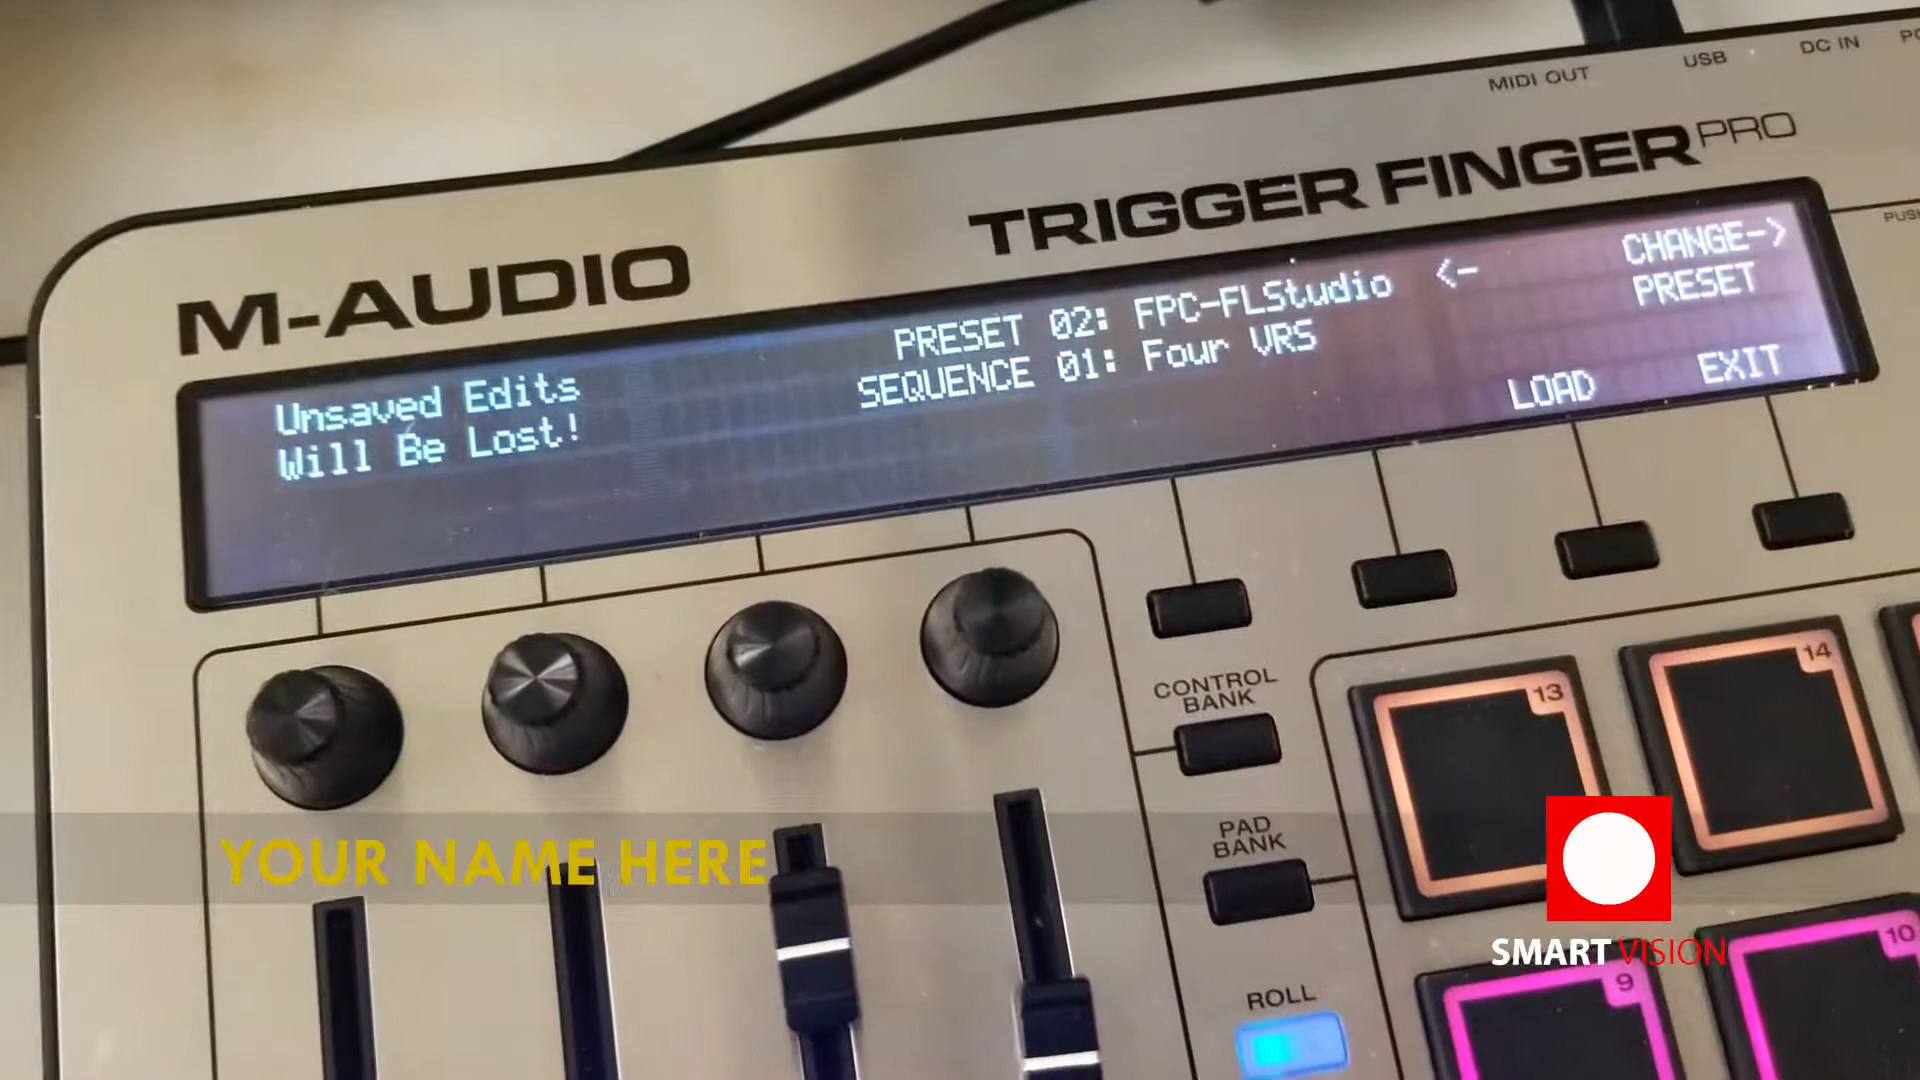 MIDI OUT
USB
DC IN
TRIGGER FINGER PRO
M-AUDIO
Unsaved Edits
Will Be Lost!
PRESET 02: FPC-FLStudio <-
SEQUENCE 01: Four VRS
CHANGE->
PRESET
LOAD
EXIT
CONTROL
BANK
13
14
PAD
BANK
YOUR NAME HERE
SMART VISION
ROLL
9
10